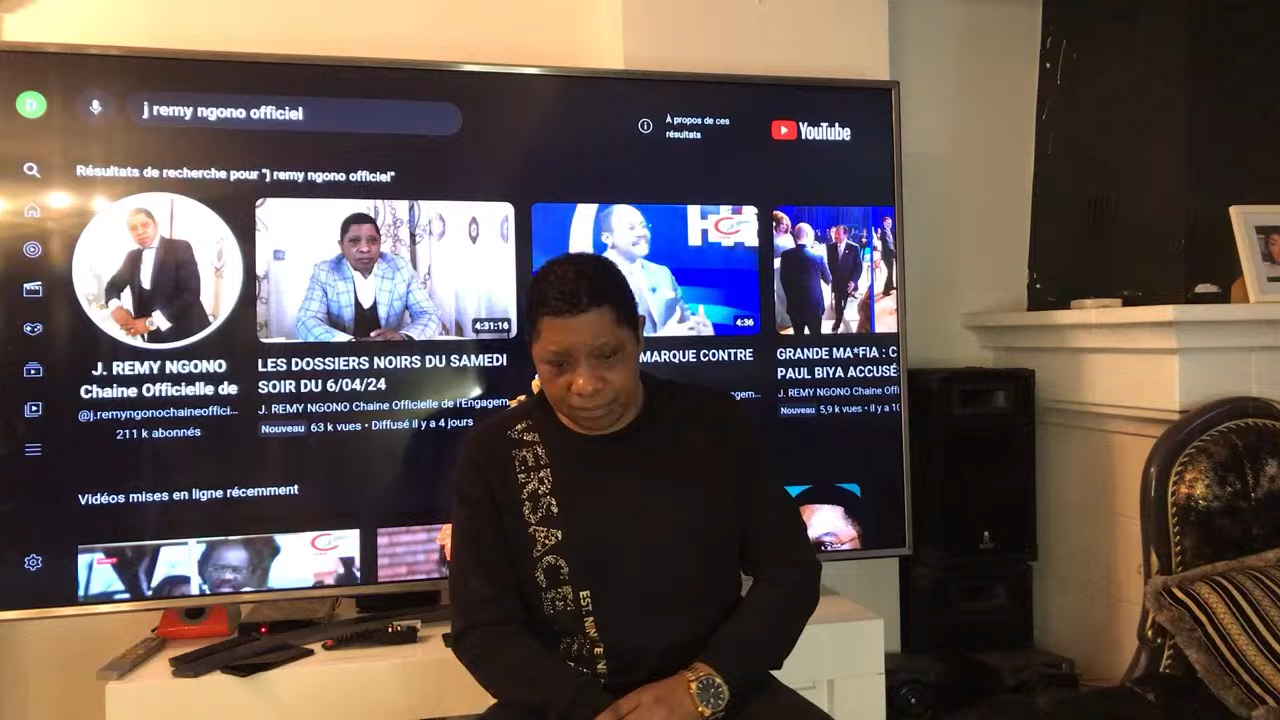 D
j remy ngono officiel
À propos de ces
résultats
YouTube
Résultats de recherche pour "j remy ngono officiel"
J. REMY NGONO
Chaine Officielle de
@j.remyngonochaineoffici...
211 k abonnés
4:31:16
LES DOSSIERS NOIRS DU SAMEDI
SOIR DU 6/04/24
J. REMY NGONO Chaine Officielle de l'Engagem
Nouveau 63 k vues • Diffusé il y a 4 jours
4:36
MARQUE CONTRE
ngagem...
GRANDE MA*FIA : C
PAUL BIYA ACCUSÉ
J. REMY NGONO Chaine Offi
Nouveau 5,9 k vues • il y a 10
Vidéos mises en ligne récemment
VERSACE
EST. NIN